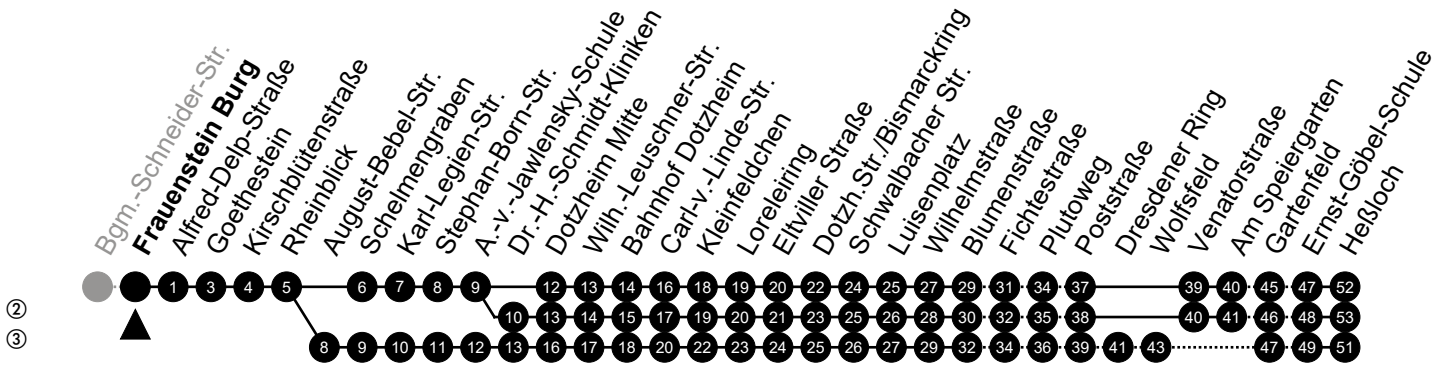 Bgm.-Schneider-Str.
Frauenstein Burg
Alfred-Delp-Straße
Goethestein
Kirschbütenstraße
Rheinblick
August-Bebel-Str.
Schelmengraben
Karl-Legien-Str.
Stephan-Born-Str.
A.-v.-Jawlensky-Schule
Dr.-H.-Schmidt-Kliniken
Dotzheim Mitte
Wilh.-Leuschner-Str.
Bahnhof Dotzheim
Carl-v.-Linde-Str.
Kleinfeldchen
Loreleiring
Eltviller Straße
Dotzh.Str./Bismarckring
Schwalbacher Str.
Luisenplatz
Wilhelmstraße
Blumenstraße
Fichtestraße
Plutoweg
Poststraße
Dresdener Ring
Wolfsfeld
Venatorstraße
Am Speiergarten
Gartenfeld
Ernst-Göbel-Schule
Heßloch
1 3 4 5 6 7 8 9 12 13 14 16 18 19 20 22 24 25 27 29 31 34 37 39 40 45 47 52
② 10 13 14 15 17 19 20 21 23 25 26 28 30 32 35 38 40 41 46 48 53
③ 8 9 10 11 12 13 16 17 18 20 22 23 24 25 26 27 29 32 34 36 39 41 43 47 49 51